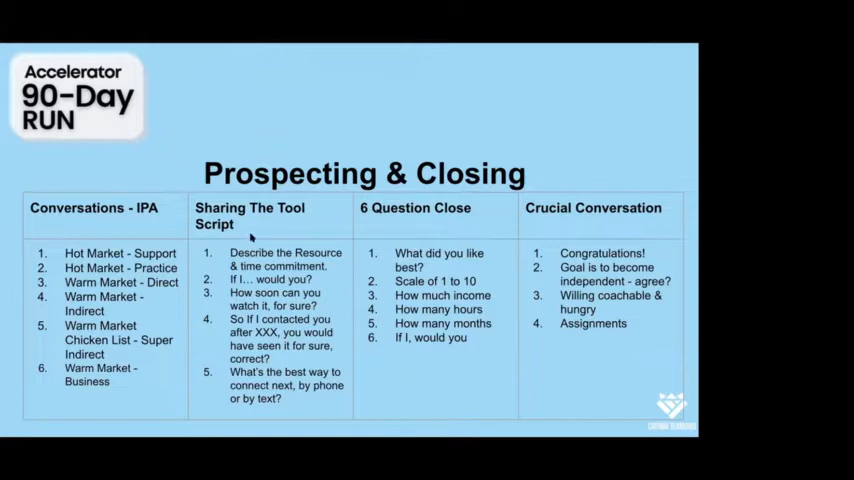 Accelerator
90-Day
RUN
Prospecting & Closing
Conversations - IPA
1. Hot Market - Support
2. Hot Market - Practice
3. Warm Market - Direct
4. Warm Market -
Indirect
5. Warm Market
Chicken List - Super
Indirect
6. Warm Market -
Business
Sharing The Tool
Script
1. Describe the Resource
& time commitment.
2. If I... would you?
3. How soon can you
watch it, for sure?
4. So If I contacted you
after XXX, you would
have seen it for sure,
correct?
5. What's the best way to
connect next, by phone
or by text?
6 Question Close
1. What did you like
best?
2. Scale of 1 to 10
3. How much income
4. How many hours
5. How many months
6. If I, would you
Crucial Conversation
1. Congratulations!
2. Goal is to become
independent - agree?
3. Willing coachable &
hungry
4. Assignments